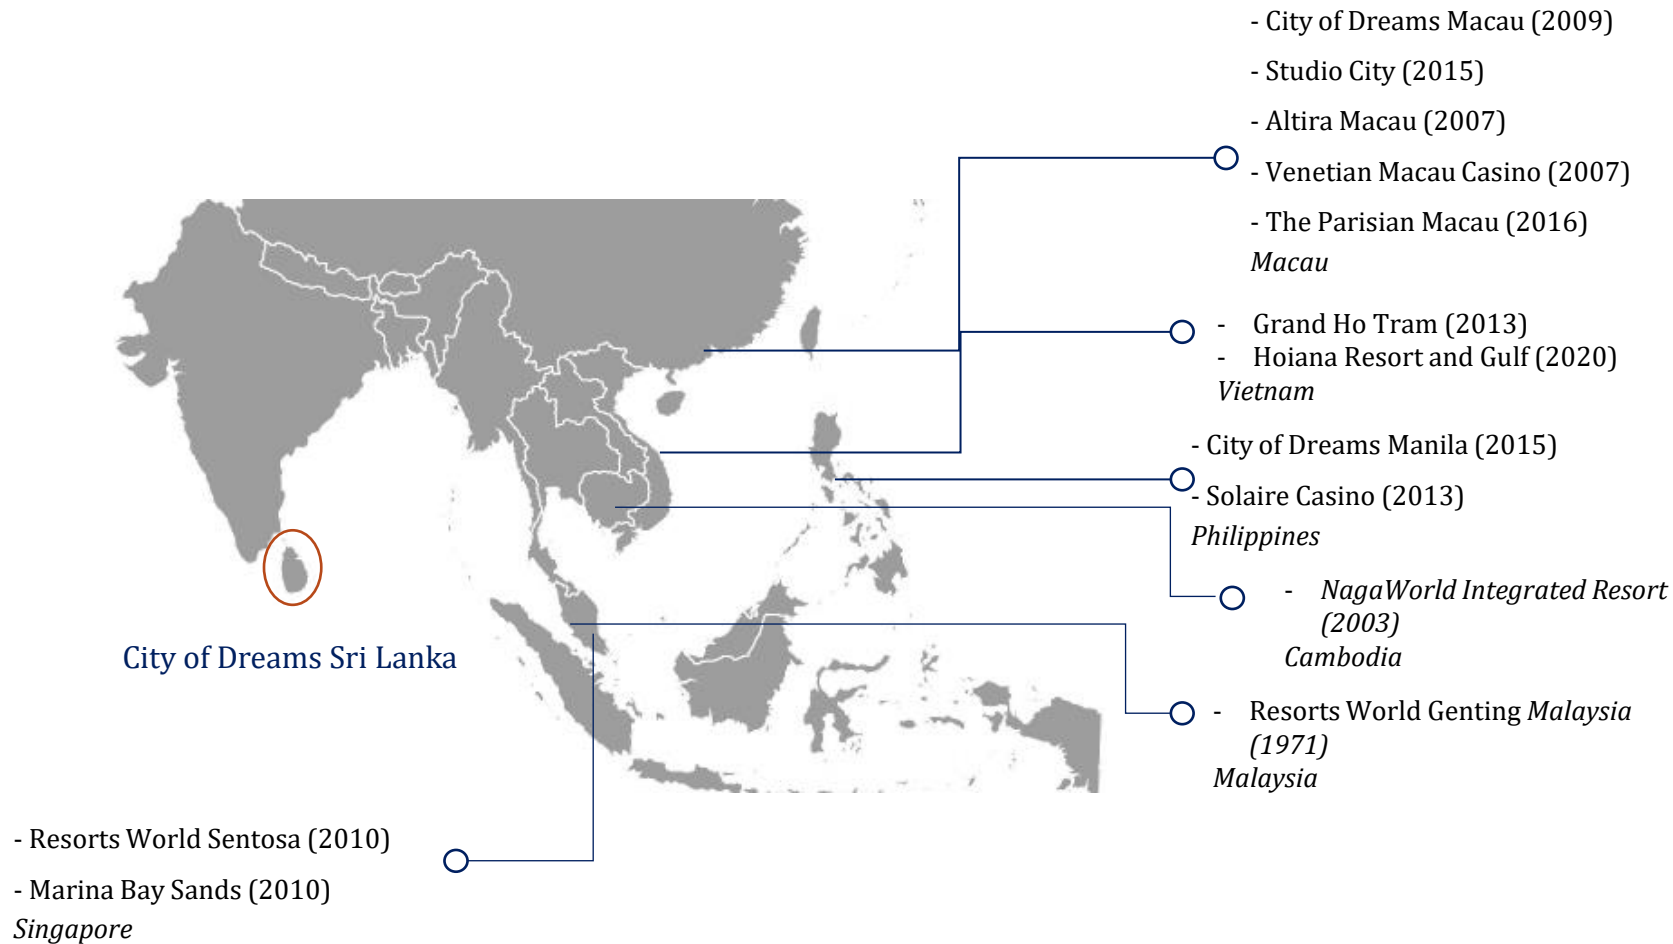 - City of Dreams Macau (2009)
- Studio City (2015)
- Altira Macau (2007)
- Venetian Macau Casino (2007)
- The Parisian Macau (2016)
Macau
- Grand Ho Tram (2013)
- Hoiana Resort and Gulf (2020)
Vietnam
- City of Dreams Manila (2015)
- Solaire Casino (2013)
Philippines
- NagaWorld Integrated Resort
(2003)
Cambodia
City of Dreams Sri Lanka
- Resorts World Genting Malaysia
(1971)
Malaysia
- Resorts World Sentosa (2010)
- Marina Bay Sands (2010)
Singapore